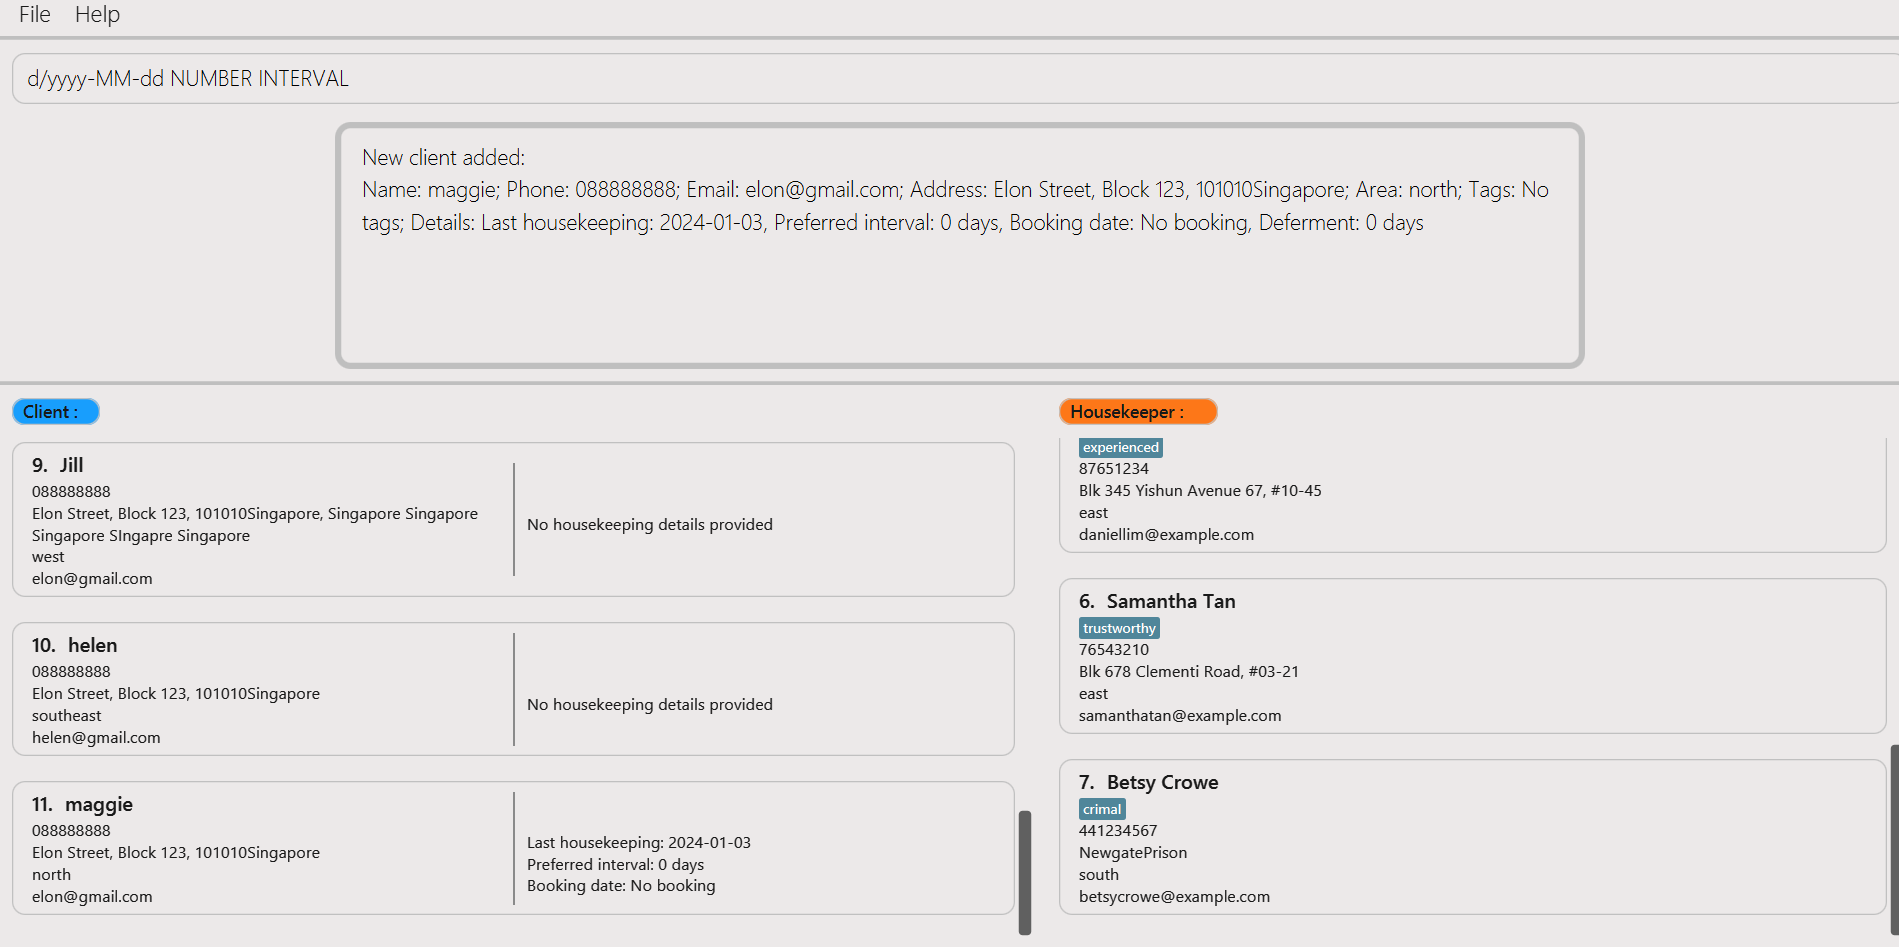 File Help
d/yyyy-MM-dd NUMBER INTERVAL
New client added:
Name: maggie; Phone: 088888888; Email: elon@gmail.com; Address: Elon Street, Block 123, 101010Singapore; Area: north; Tags: No
tags; Details: Last housekeeping: 2024-01-03, Preferred interval: 0 days, Booking date: No booking, Deferment: 0 days
Client :
9. Jill
088888888
Elon Street, Block 123, 101010Singapore, Singapore Singapore
Singapore SIngapre Singapore
west
elon@gmail.com
No housekeeping details provided
10. helen
088888888
Elon Street, Block 123, 101010Singapore
southeast
helen@gmail.com
No housekeeping details provided
11. maggie
088888888
Elon Street, Block 123, 101010Singapore
north
elon@gmail.com
Last housekeeping: 2024-01-03
Preferred interval: 0 days
Booking date: No booking
Housekeeper :
experienced
87651234
Blk 345 Yishun Avenue 67, #10-45
east
daniellim@example.com
6. Samantha Tan
trustworthy
76543210
Blk 678 Clementi Road, #03-21
east
samanthatan@example.com
7. Betsy Crowe
crimal
441234567
NewgatePrison
south
betsycrowe@example.com